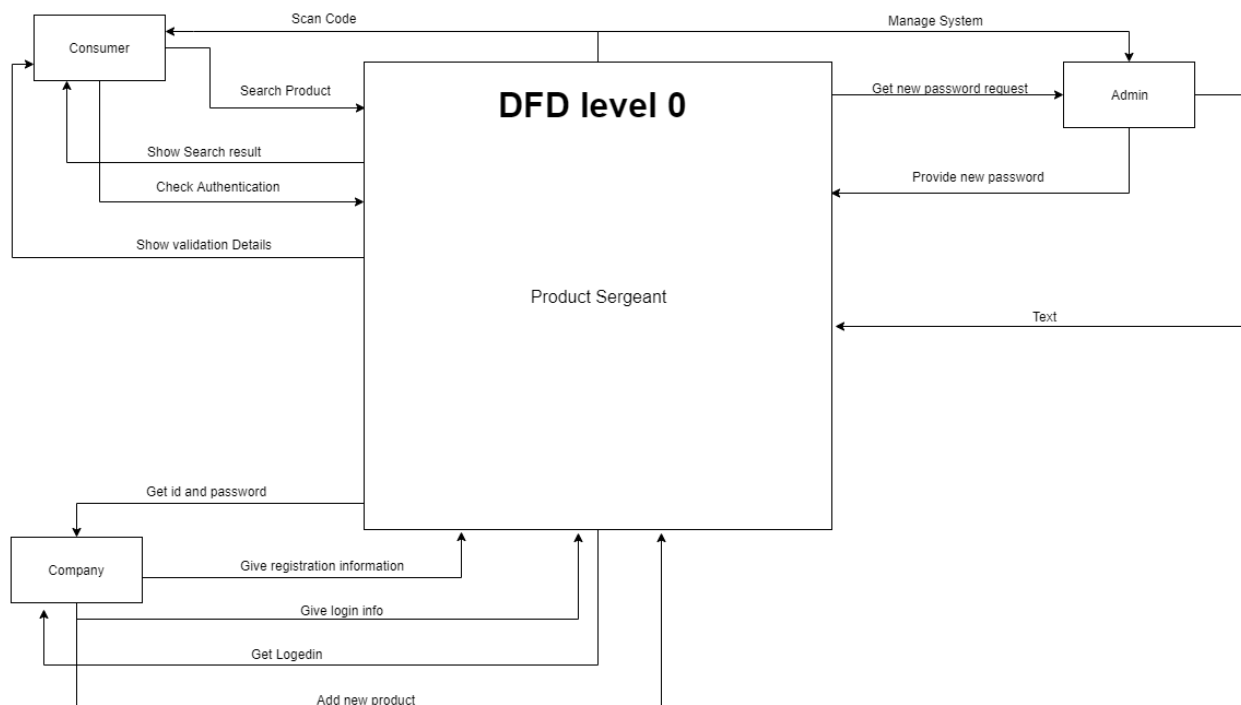 Scan Code
Manage System
Consumer
Search Product
DFD level 0
Get new password request
Admin
Show Search result
Check Authentication
Provide new password
Show validation Details
Product Sergeant
Text
Get id and password
Company
Give registration information
Give login info
Get Logedin
Add new product